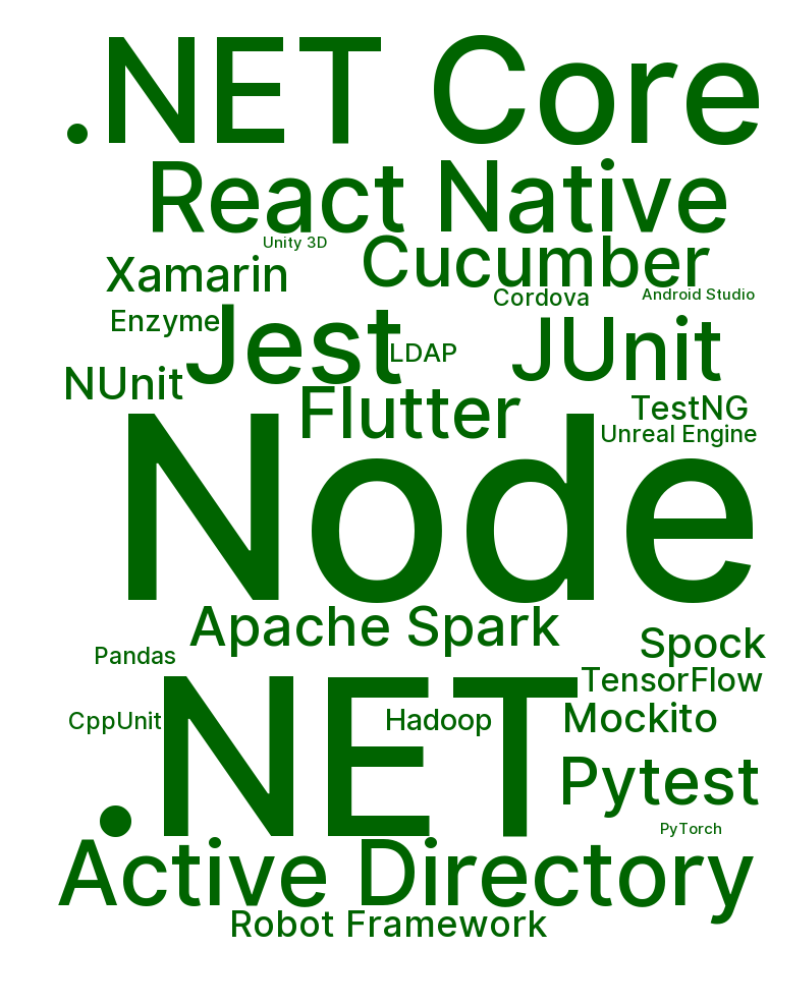 .NET Core
React Native
Unity 3D
Cucumber
Xamarin
Cordova
Android Studio
Enzyme
Jest
LDAP
JUnit
NUnit
Flutter
TestNG
Unreal Engine
Node
Apache Spark
Spock
Pandas
TensorFlow
.NET
CppUnit
Hadoop
Mockito
Pytest
PyTorch
Active Directory
Robot Framework